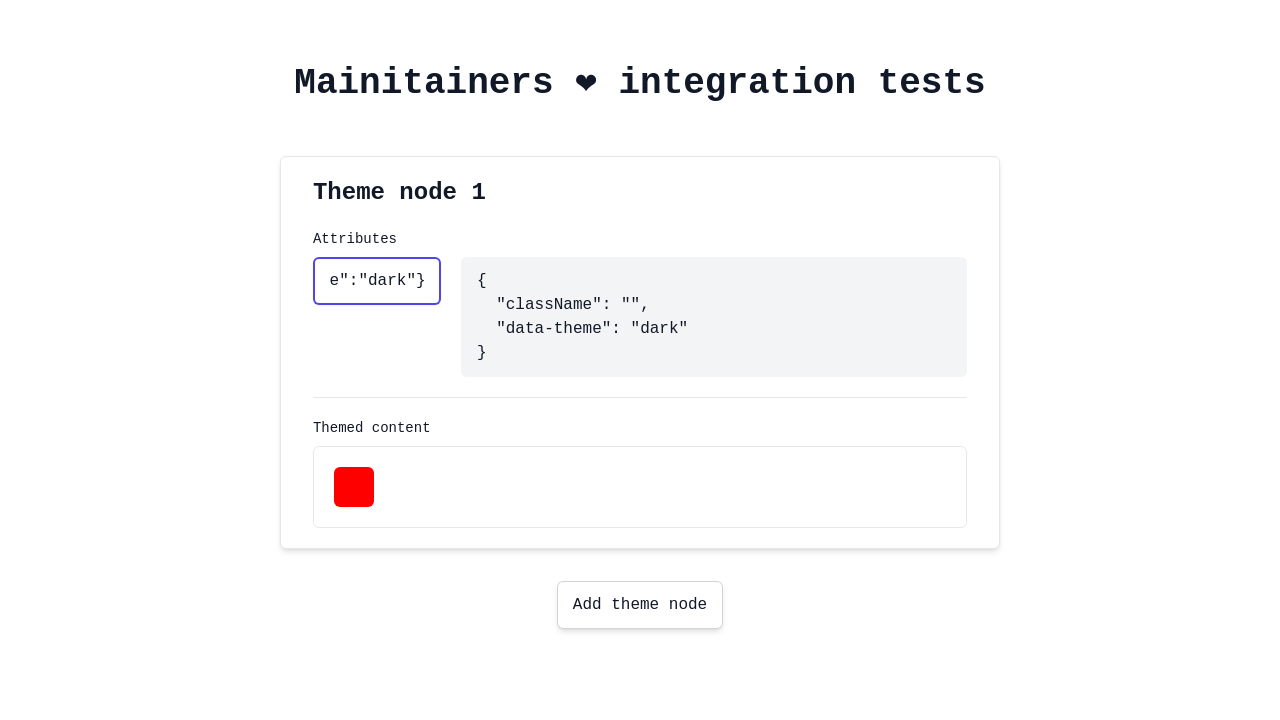 Mainitainers ❤ integration tests
Theme node 1
Attributes
e":"dark"}
{
  "className": "",
  "data-theme": "dark"
}
Themed content
Add theme node